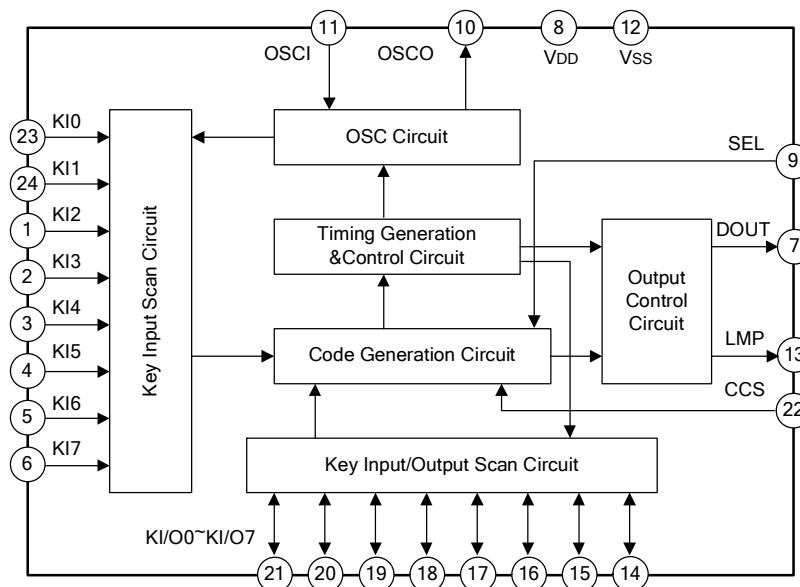 11
10
8
12
OSCI
OSCO
VDD
VSS
23
KI0
24
KI1
1
KI2
2
KI3
3
KI4
4
KI5
5
KI6
6
KI7
Key Input Scan Circuit
OSC Circuit
Timing Generation
&Control Circuit
Code Generation Circuit
Output
Control
Circuit
SEL
9
DOUT
7
LMP
13
CCS
22
Key Input/Output Scan Circuit
KI/O0~KI/O7
21
20
19
18
17
16
15
14